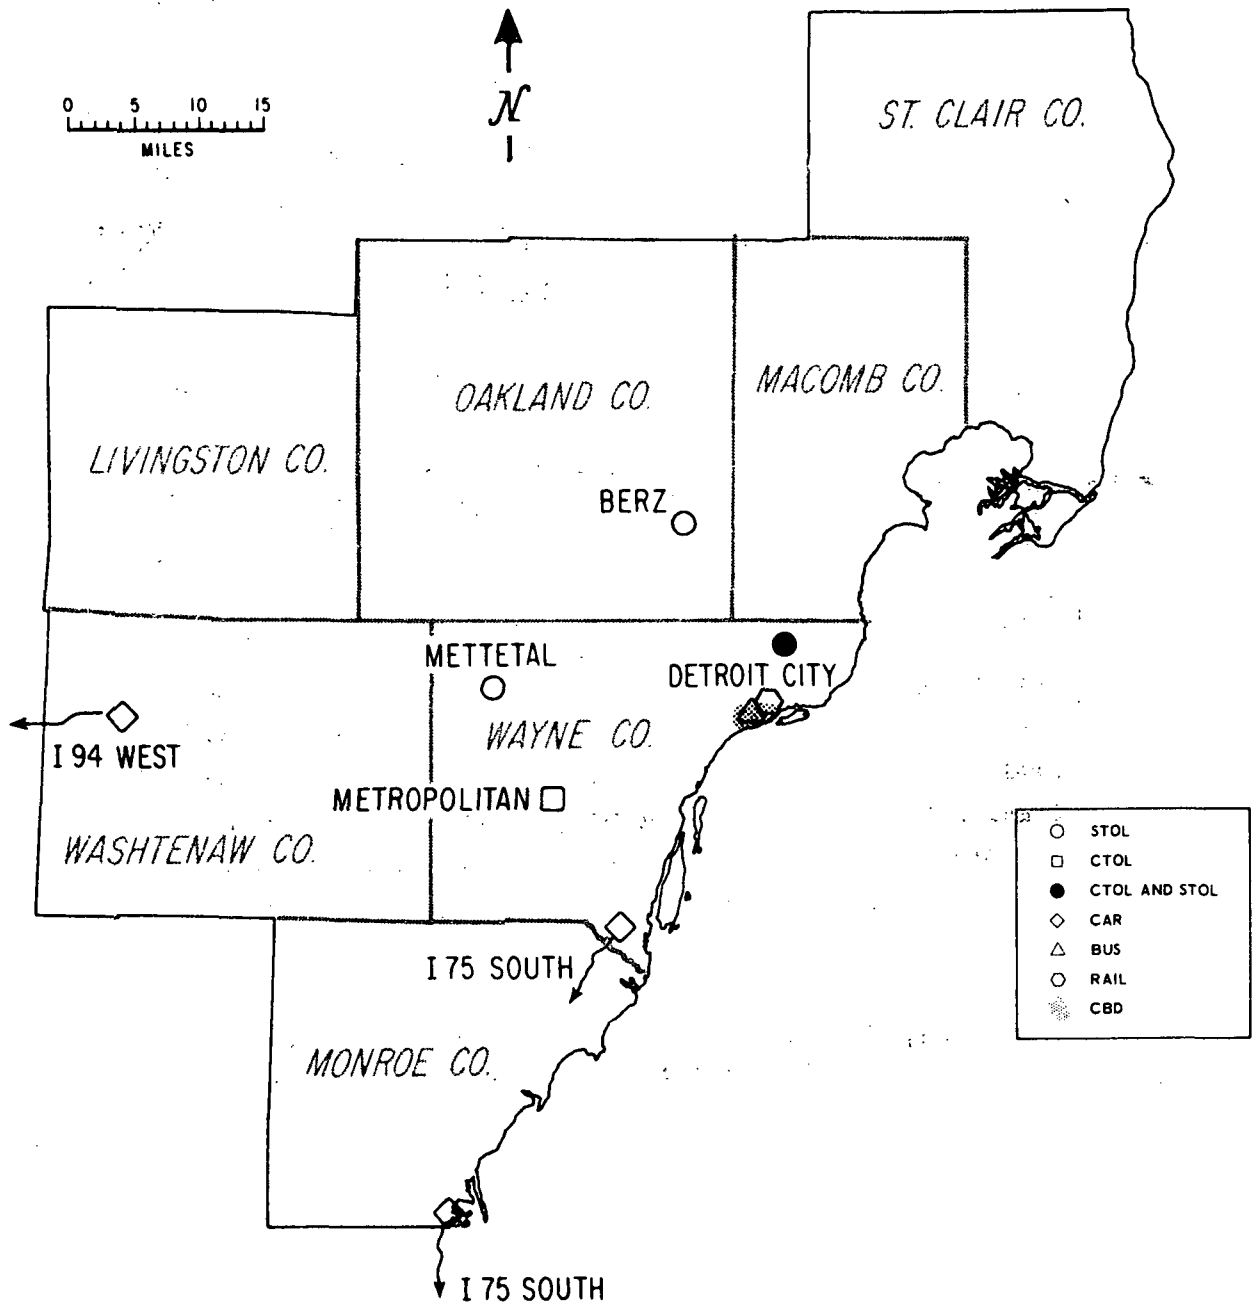 N
ST. CLAIR CO.
0 5 10 15
MILES
OAKLAND CO.
MACOMB CO.
LIVINGSTON CO.
BERZ
METTETAL
DETROIT CITY
WAYNE CO.
I 94 WEST
METROPOLITAN
WASHTENAW CO.
STOL
CTOL
CTOL AND STOL
CAR
BUS
RAIL
CBD
I 75 SOUTH
MONROE CO.
I 75 SOUTH